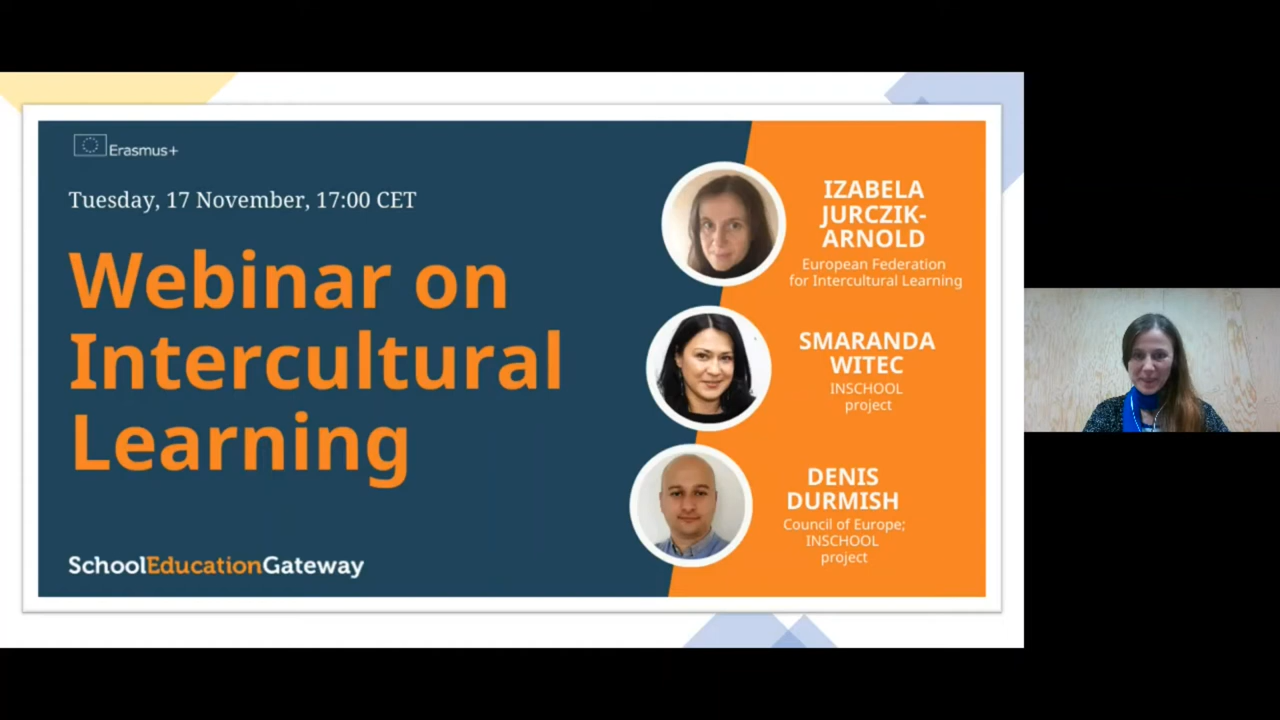 Erasmus+
Tuesday, 17 November, 17:00 CET
Webinar on
Intercultural
Learning
SchoolEducationGateway
IZABELA
JURCZIK-
ARNOLD
European Federation
for Intercultural Learning
SMARANDA
WITEC
INSCHOOL
project
DENIS
DURMISH
Council of Europe;
INSCHOOL
project